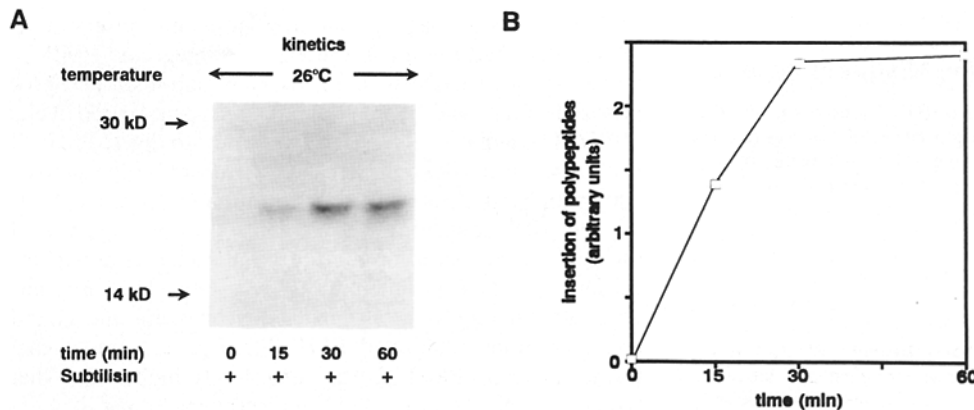 A
kinetics
temperature
26°C
30 kD
14 kD
time (min) 0 15 30 60
Subtilisin + + + +
B
Insertion of polypeptides
(arbitrary units)
2
1
0
0 15 30 60
time (min)